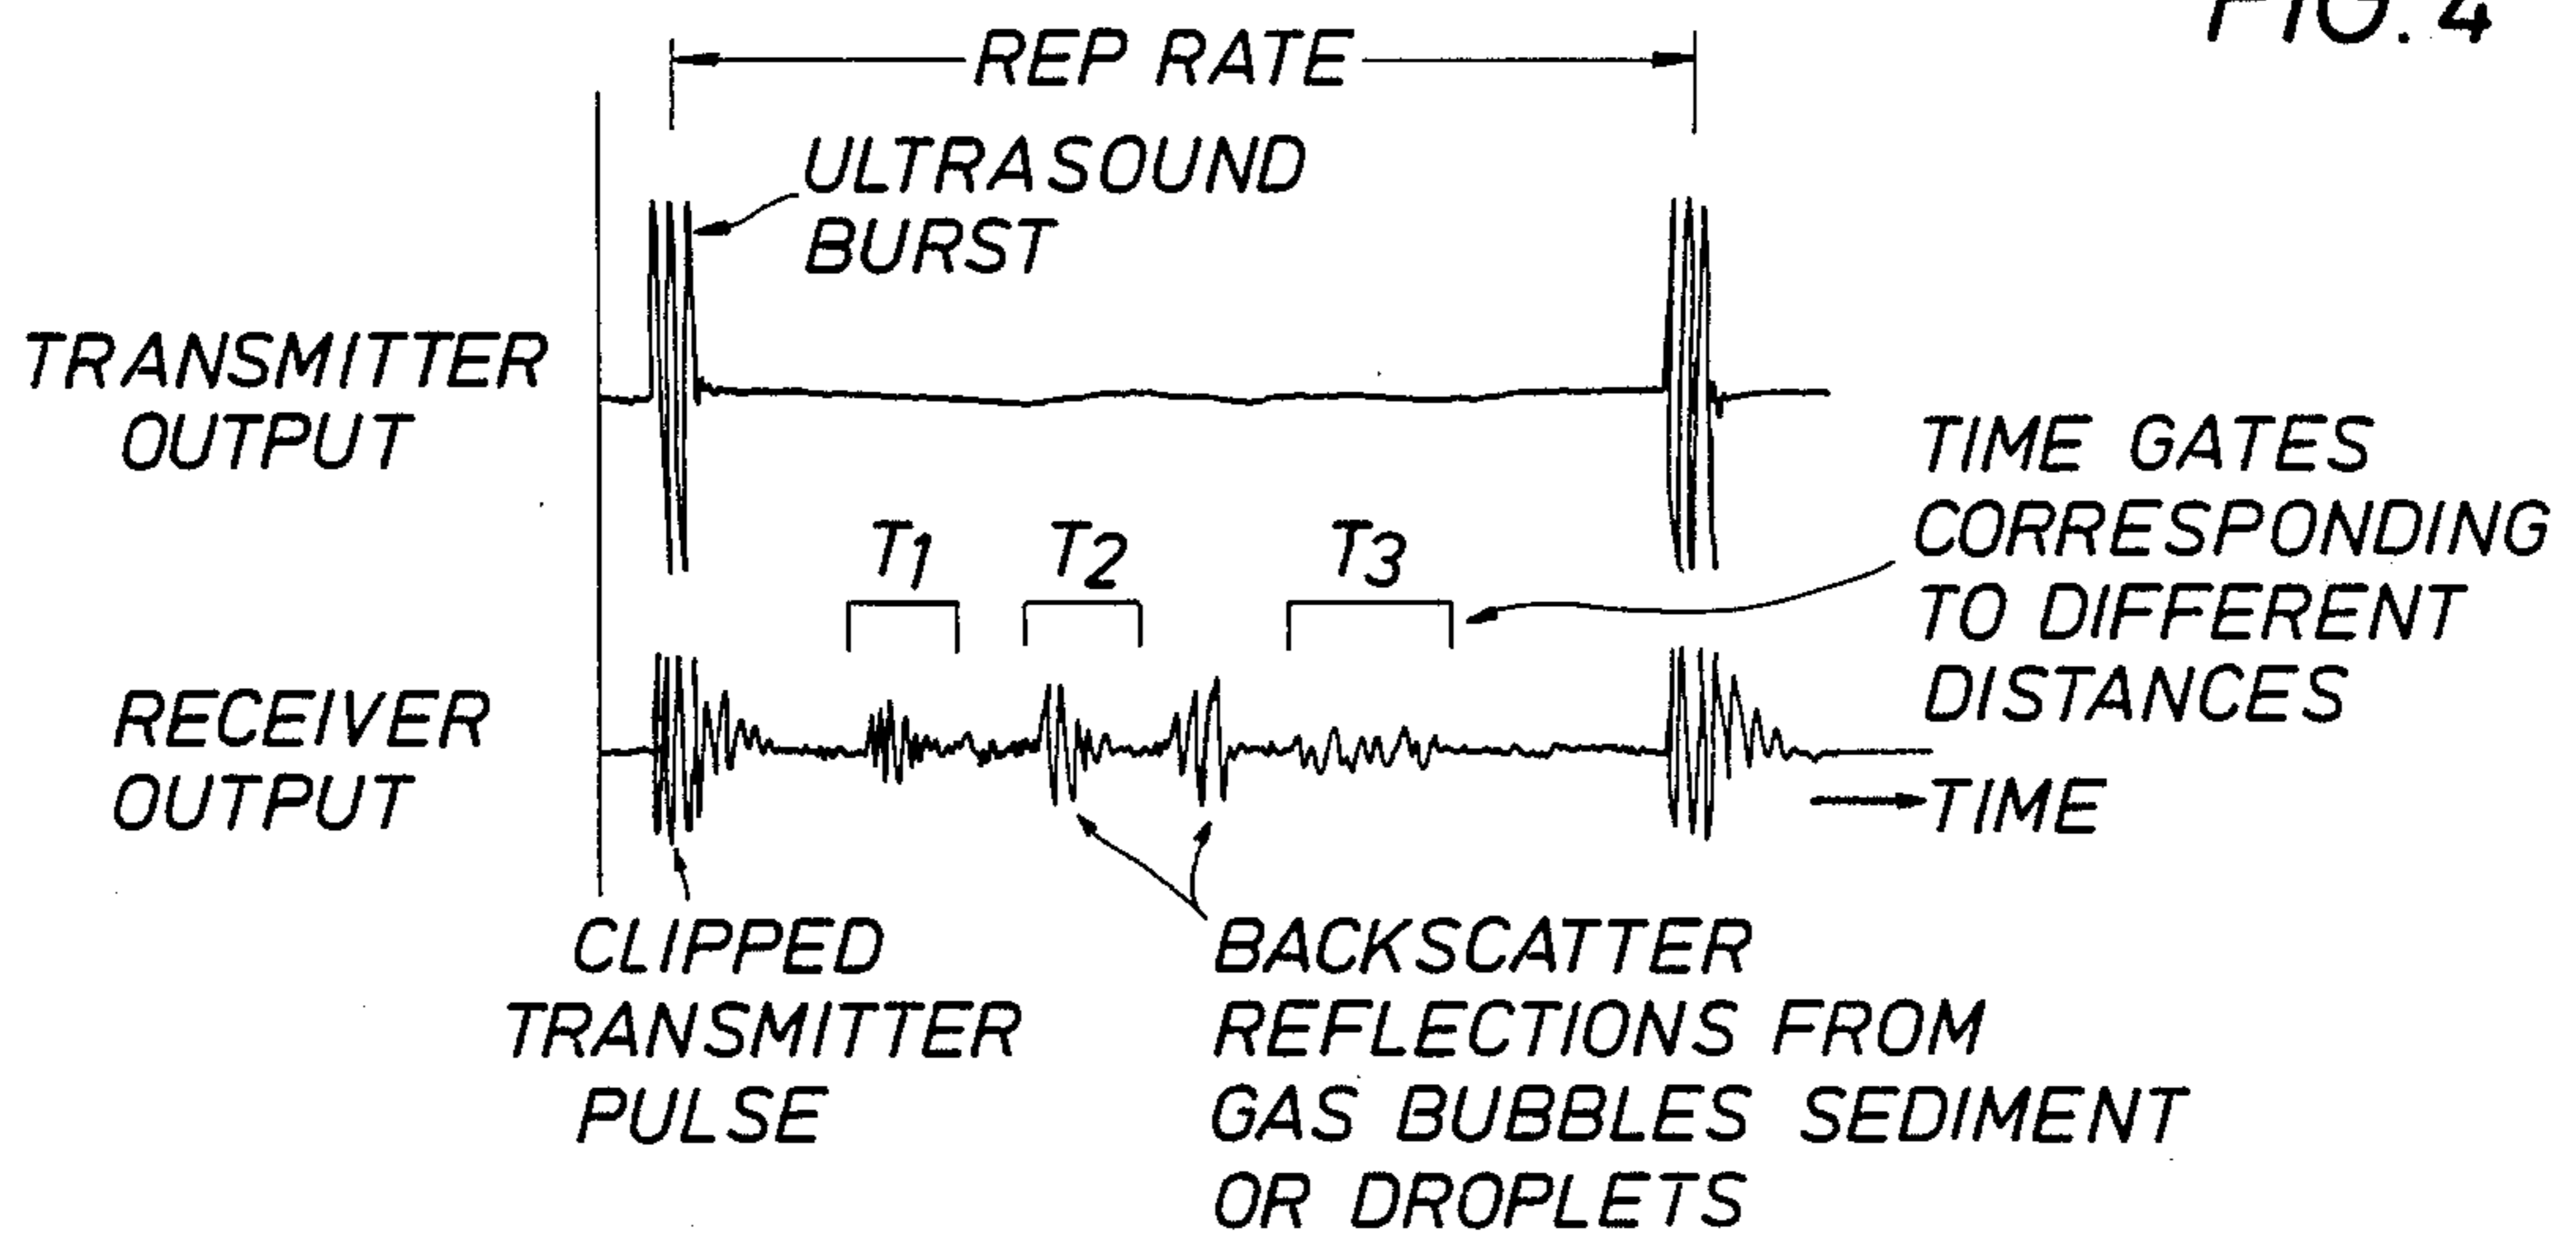 FIG. 4
REP RATE
ULTRASOUND
BURST
TRANSMITTER
OUTPUT
TIME GATES
CORRESPONDING
TO DIFFERENT
DISTANCES
T1
T2
T3
RECEIVER
OUTPUT
TIME
CLIPPED
TRANSMITTER
PULSE
BACKSCATTER
REFLECTIONS FROM
GAS BUBBLES SEDIMENT
OR DROPLETS